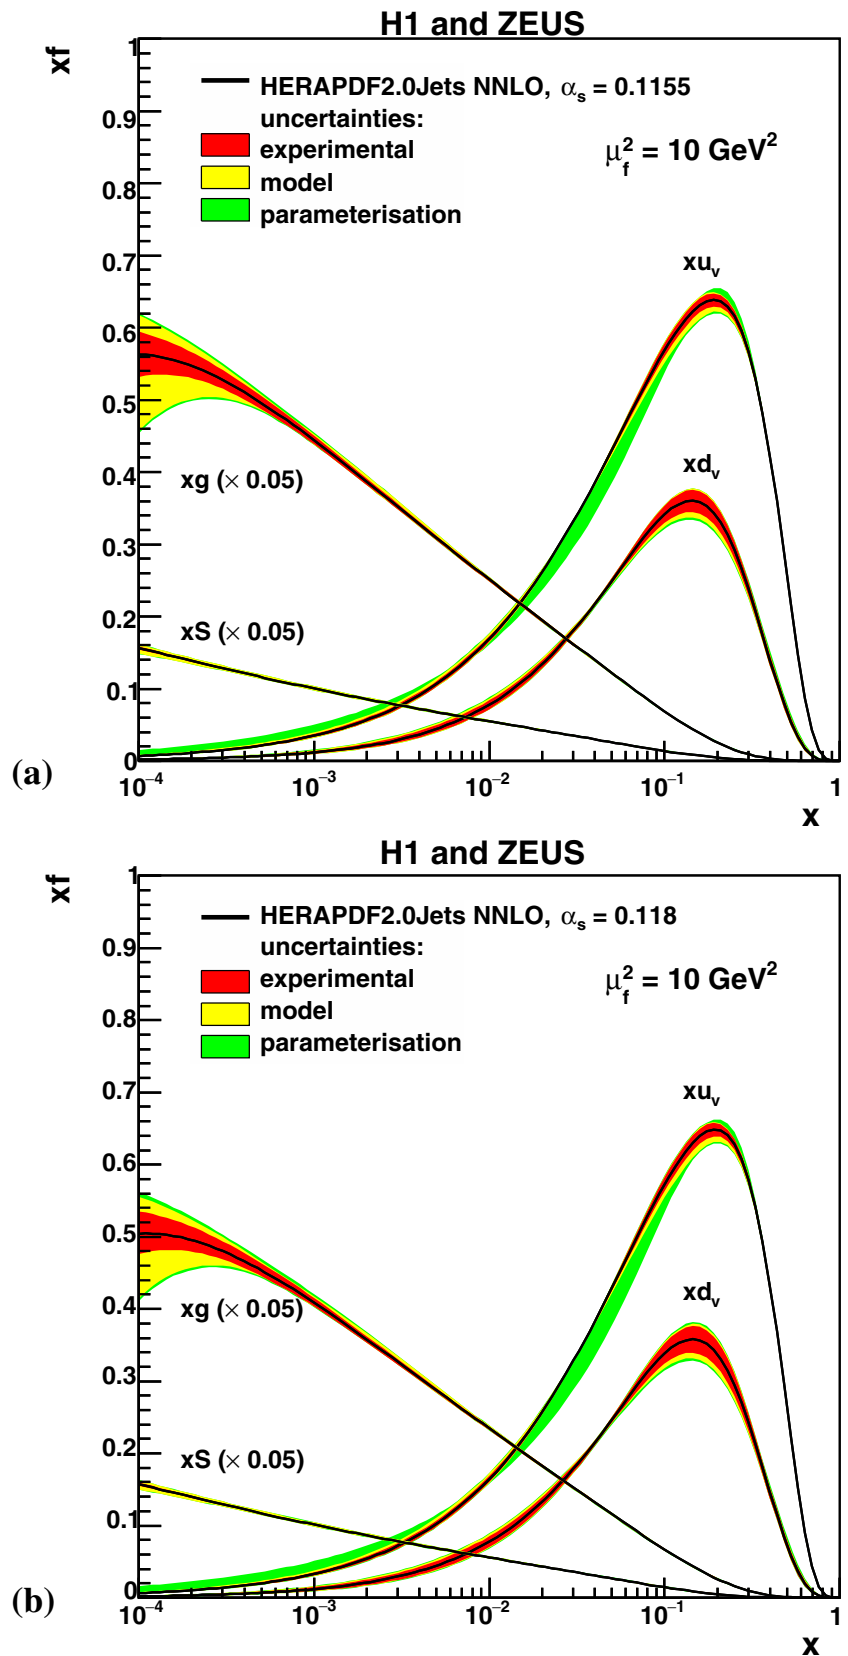 H1 and ZEUS
xf
1
HERAPDF2.0Jets NNLO, αs = 0.1155
uncertainties:
experimental
model
parameterisation
μf² = 10 GeV²
0.9
0.8
0.7
0.6
0.5
0.4
0.3
0.2
0.1
0
xuv
xdv
xg (× 0.05)
xS (× 0.05)
(a)
10⁻⁴ 10⁻³ 10⁻² 10⁻¹ 1
x
H1 and ZEUS
xf
1
HERAPDF2.0Jets NNLO, αs = 0.118
uncertainties:
experimental
model
parameterisation
μf² = 10 GeV²
0.9
0.8
0.7
0.6
0.5
0.4
0.3
0.2
0.1
0
xuv
xdv
xg (× 0.05)
xS (× 0.05)
(b)
10⁻⁴ 10⁻³ 10⁻² 10⁻¹ 1
x